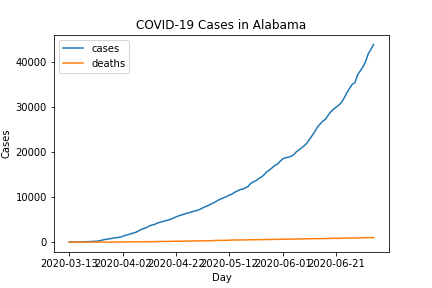 COVID-19 Cases in Alabama
cases
deaths
40000
30000
20000
10000
0
Cases
2020-03-13 2020-04-02 2020-04-22 2020-05-12 2020-06-01 2020-06-21
Day